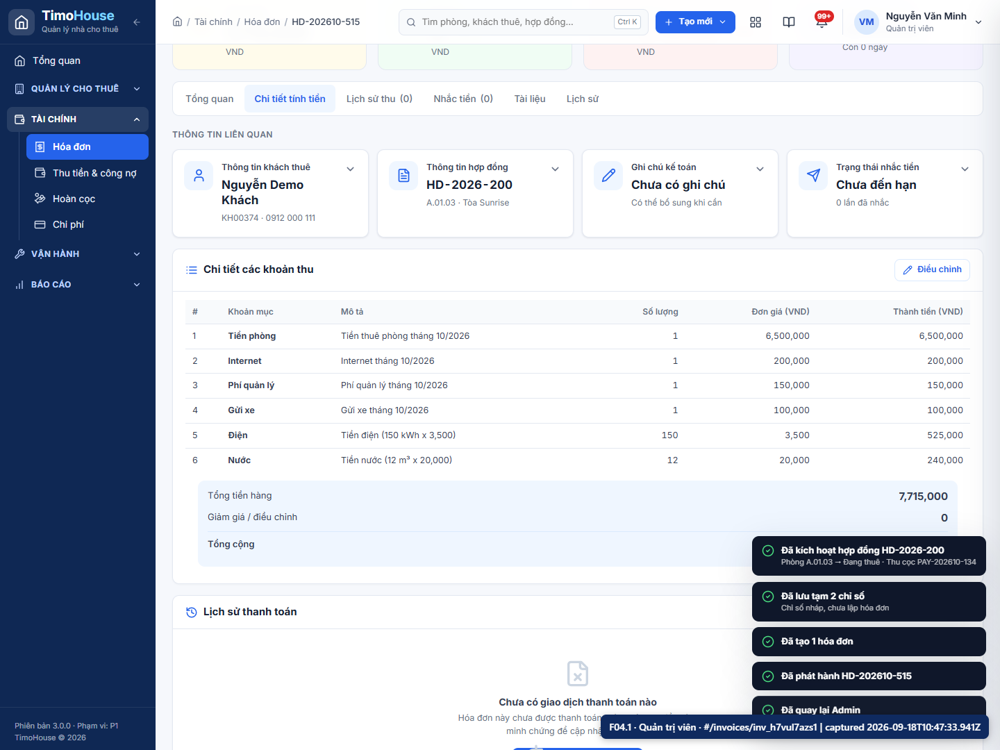 TimoHouse
Quản lý nhà cho thuê
Tổng quan
QUẢN LÝ CHO THUÊ
TÀI CHÍNH
Hóa đơn
Thu tiền & công nợ
Hoàn cọc
Chi phí
VẬN HÀNH
BÁO CÁO
Phiên bản 3.0.0 · Phạm vi: P1
TimoHouse © 2026
/ Tài chính / Hóa đơn / HD-202610-515
Tìm phòng, khách thuê, hợp đồng...
Ctrl K
Tạo mới
99+
VM
Nguyễn Văn Minh
Quản trị viên
VND
VND
VND
Còn 0 ngày
Tổng quan
Chi tiết tính tiền
Lịch sử thu (0)
Nhắc tiền (0)
Tài liệu
Lịch sử
THÔNG TIN LIÊN QUAN
Thông tin khách thuê
Nguyễn Demo
Khách
KH00374 · 0912 000 111
Thông tin hợp đồng
HD-2026-200
A.01.03 · Tòa Sunrise
Ghi chú kế toán
Chưa có ghi chú
Có thể bổ sung khi cần
Trạng thái nhắc tiền
Chưa đến hạn
0 lần đã nhắc
Chi tiết các khoản thu
Điều chỉnh
# Khoản mục Mô tả Số lượng Đơn giá (VND) Thành tiền (VND)
1 Tiền phòng Tiền thuê phòng tháng 10/2026 1 6,500,000 6,500,000
2 Internet Internet tháng 10/2026 1 200,000 200,000
3 Phí quản lý Phí quản lý tháng 10/2026 1 150,000 150,000
4 Gửi xe Gửi xe tháng 10/2026 1 100,000 100,000
5 Điện Tiền điện (150 kWh x 3,500) 150 3,500 525,000
6 Nước Tiền nước (12 m³ x 20,000) 12 20,000 240,000
Tổng tiền hàng 7,715,000
Giảm giá / điều chỉnh 0
Tổng cộng
Lịch sử thanh toán
Chưa có giao dịch thanh toán nào
Hóa đơn này chưa được thanh toán
minh chứng để cập
Đã kích hoạt hợp đồng HD-2026-200
Phòng A.01.03 → Đang thuê · Thu cọc PAY-202610-134
Đã lưu tạm 2 chỉ số
Chỉ số nháp, chưa lập hóa đơn
Đã tạo 1 hóa đơn
Đã phát hành HD-202610-515
Đã quay lại Admin
F04.1 · Quản trị viên · #/invoices/inv_h7vul7azs1 | captured 2026-09-18T10:47:33.941Z